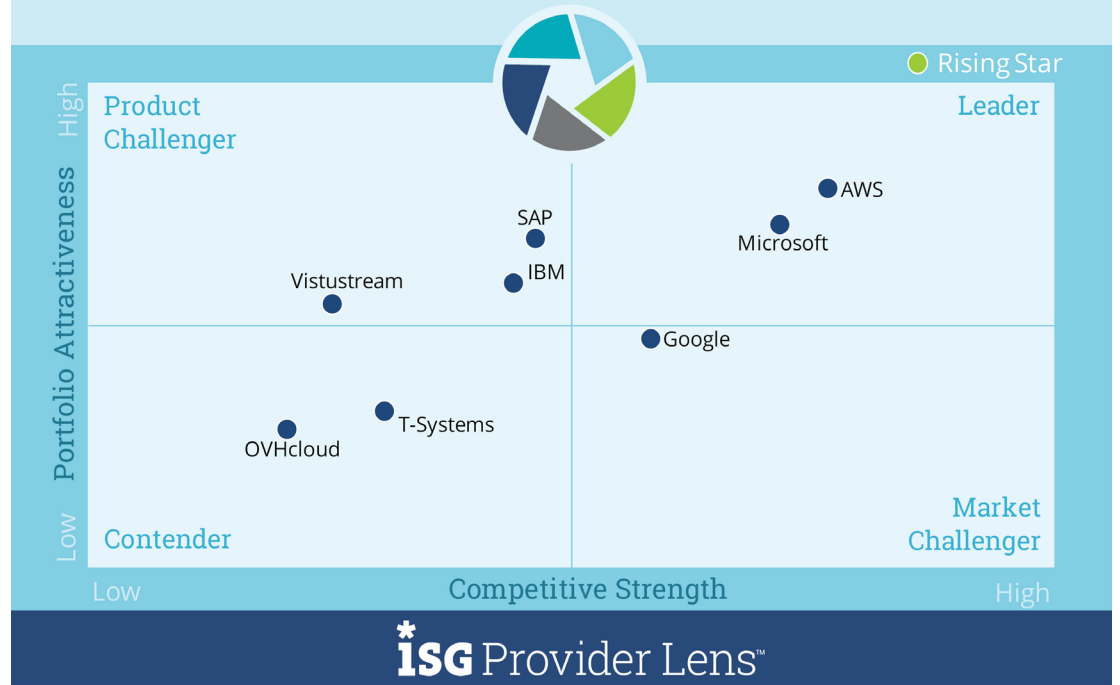 Rising Star
High
Product
Challenger
Leader
AWS
SAP
Microsoft
IBM
Vistustream
Google
Portfolio Attractiveness
T-Systems
OVHcloud
Market
Challenger
Contender
Low
Low
Competitive Strength
High
*iSG Provider Lens™